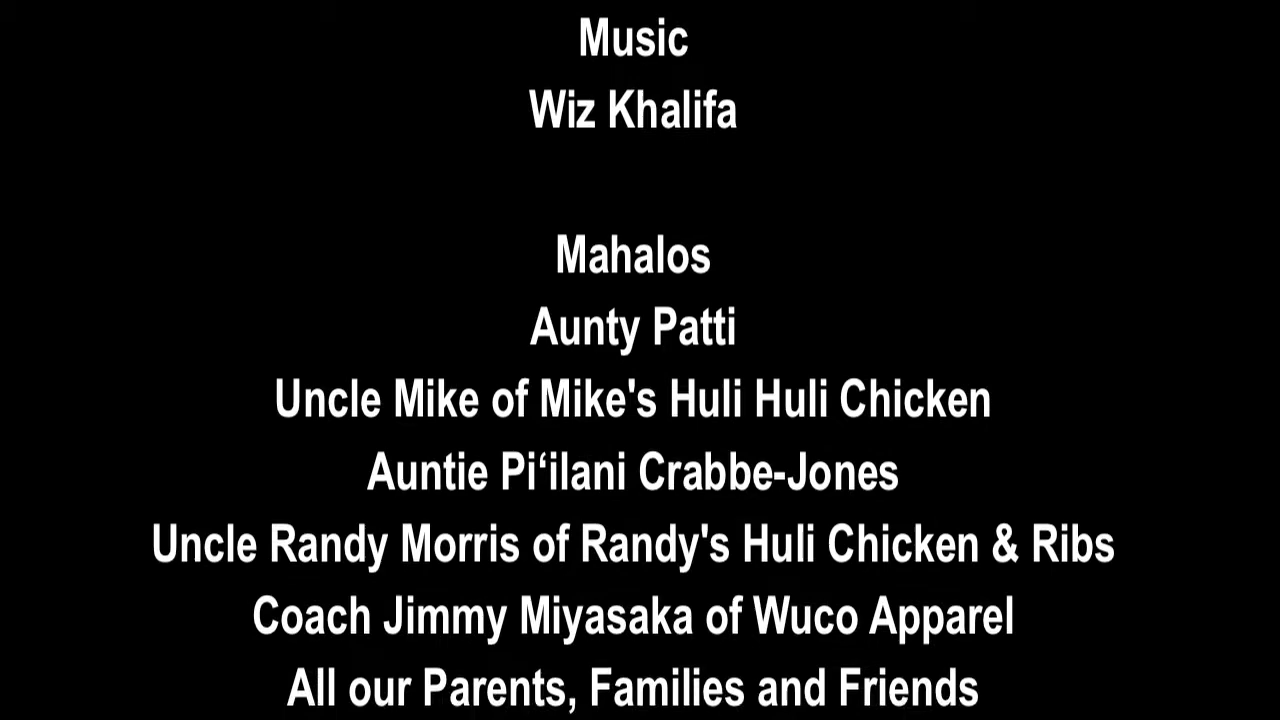 Music
Wiz Khalifa
Mahalos
Aunty Patti
Uncle Mike of Mike's Huli Huli Chicken
Auntie Pi‘ilani Crabbe-Jones
Uncle Randy Morris of Randy's Huli Chicken & Ribs
Coach Jimmy Miyasaka of Wuco Apparel
All our Parents, Families and Friends